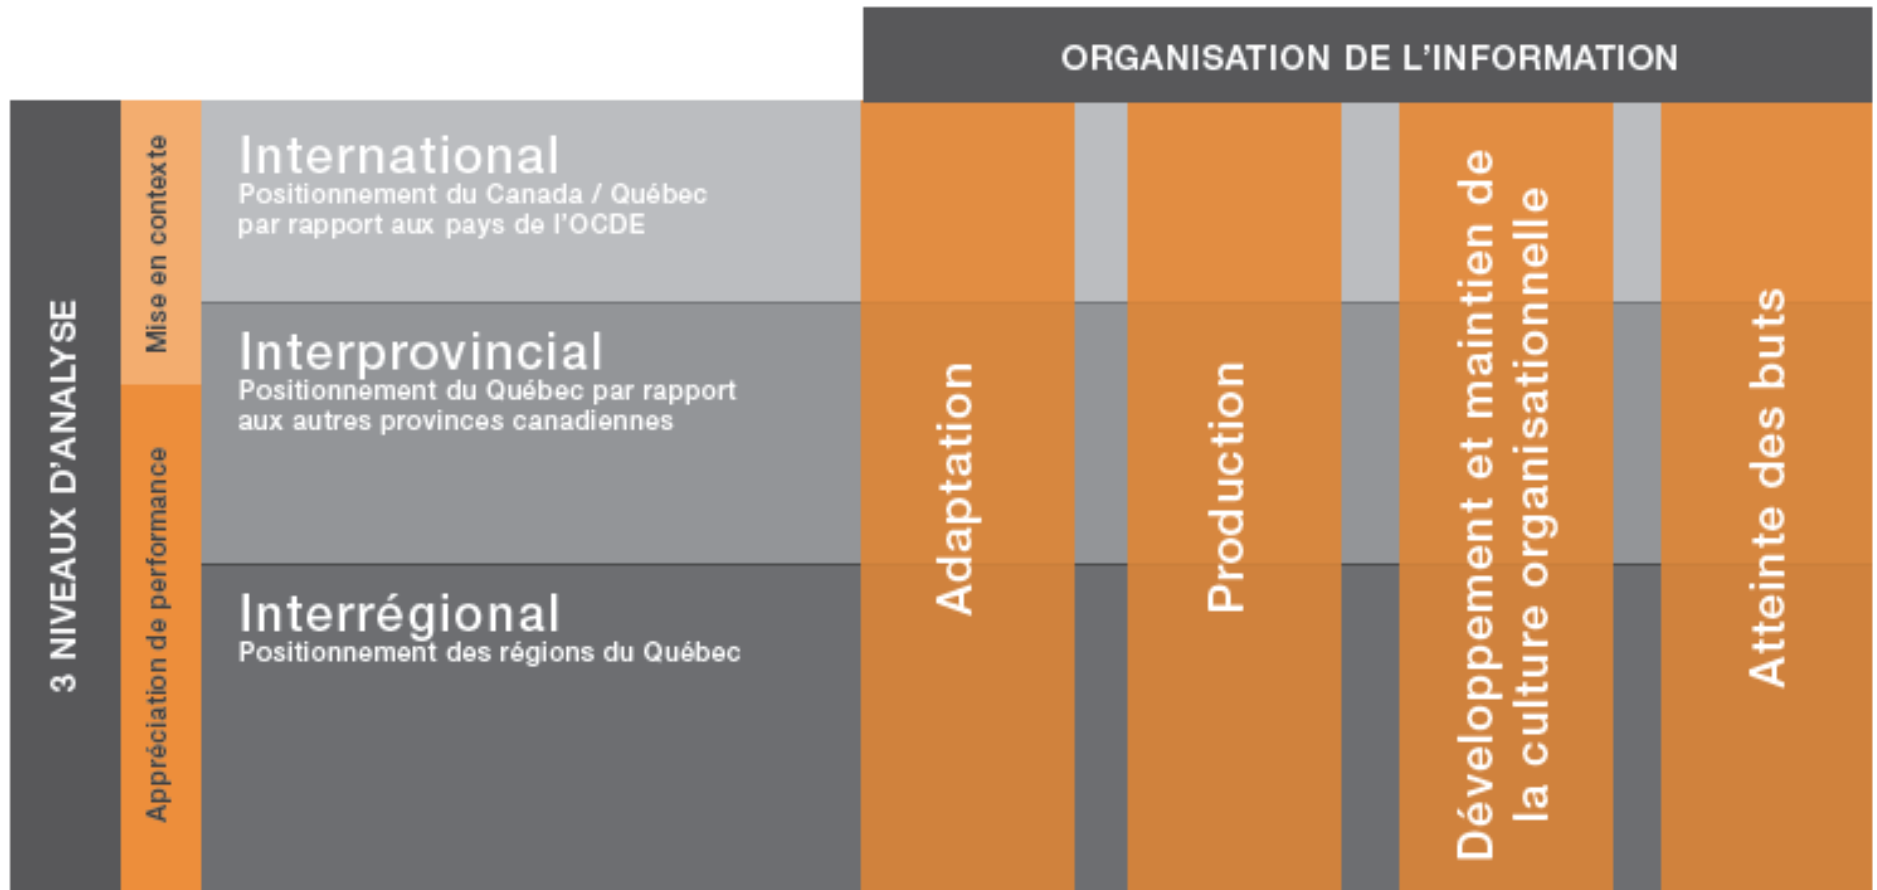 ORGANISATION DE L'INFORMATION
3 NIVEAUX D'ANALYSE
Mise en contexte
Appréciation de performance
International
Positionnement du Canada / Québec
par rapport aux pays de l'OCDE
Interprovincial
Positionnement du Québec par rapport
aux autres provinces canadiennes
Interrégional
Positionnement des régions du Québec
Adaptation
Production
Développement et maintien de
la culture organisationnelle
Atteinte des buts